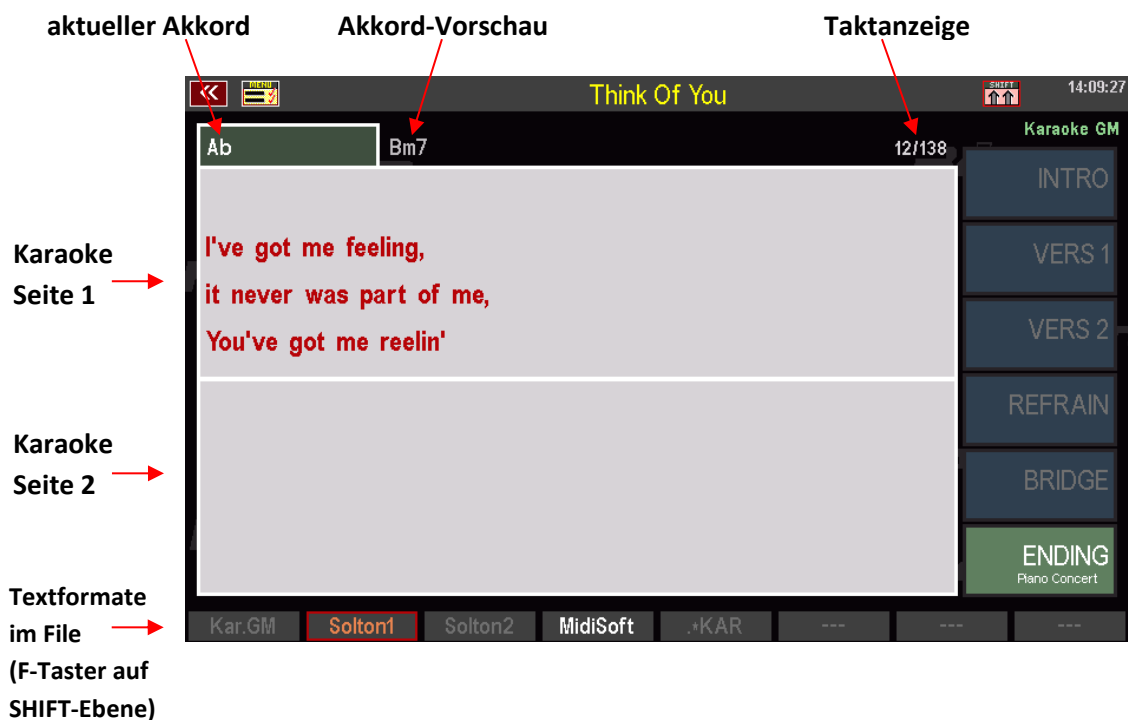 aktueller Akkord Akkord-Vorschau Taktanzeige
MENU Think Of You SHIFT 14:09:27
Karaoke GM
Ab Bm7 12/138
INTRO
Karaoke
Seite 1
I've got me feeling,
it never was part of me,
You've got me reelin'
VERS 1
VERS 2
REFRAIN
Karaoke
Seite 2
BRIDGE
ENDING
Piano Concert
Textformate
im File
(F-Taster auf
SHIFT-Ebene)
Kar.GM Solton1 Solton2 MidiSoft .*KAR --- --- ---